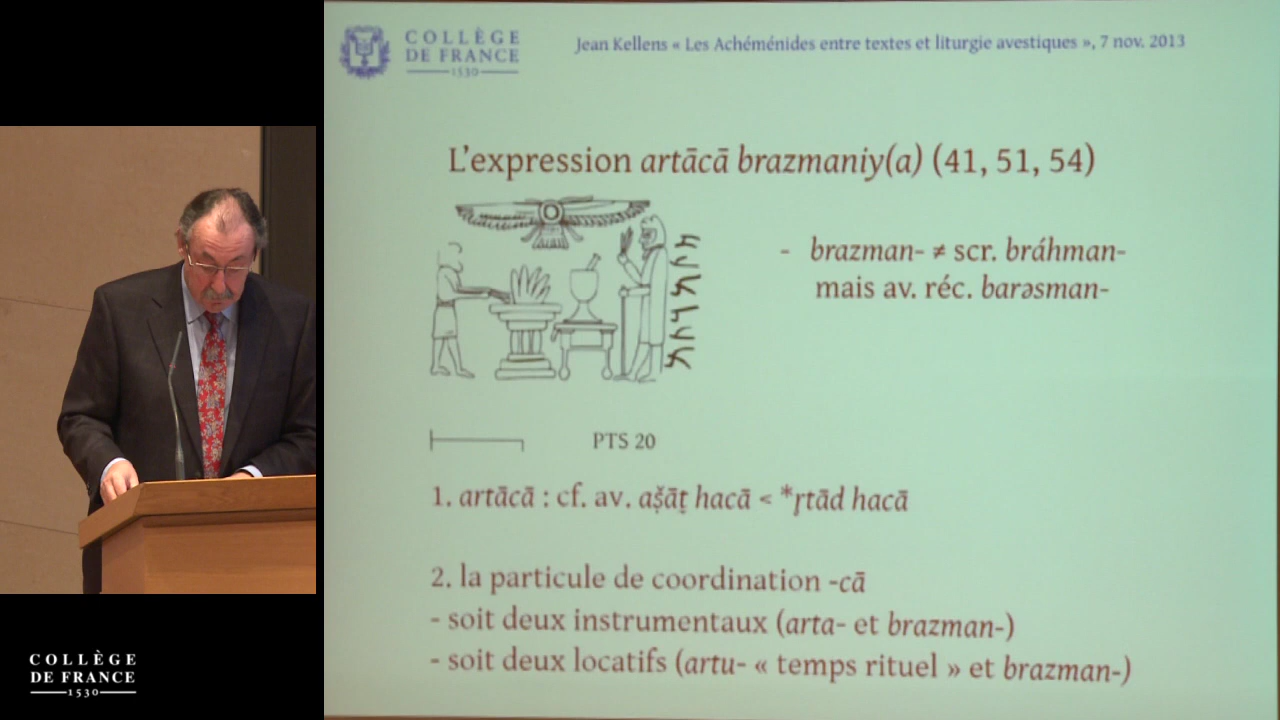 COLLÈGE
DE FRANCE
1530
Jean Kellens « Les Achéménides entre textes et liturgie avestiques », 7 nov. 2013
L'expression artācā brazmaniy(a) (41, 51, 54)
- brazman- ≠ scr. bráhman-
mais av. réc. barəsman-
PTS 20
1. artācā : cf. av. aṣ̌āt̰ hacā < *r̥tād hacā
2. la particule de coordination -cā
- soit deux instrumentaux (arta- et brazman-)
- soit deux locatifs (artu- « temps rituel » et brazman-)
COLLÈGE
DE FRANCE
1530